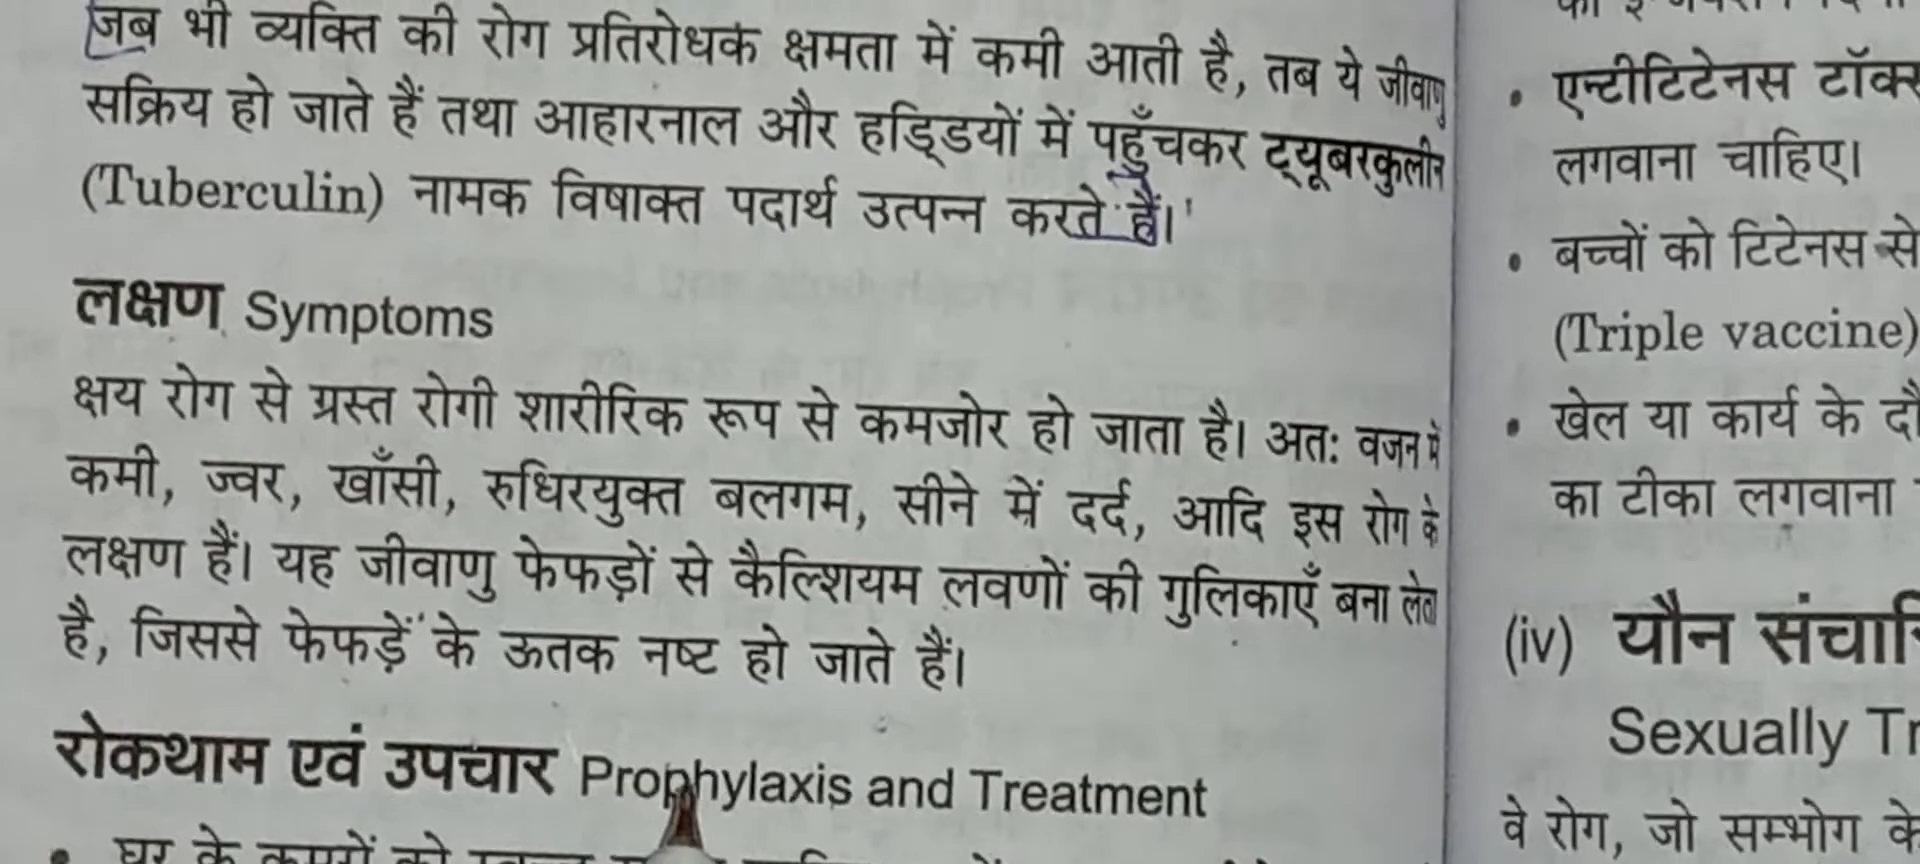 जब भी व्यक्ति की रोग प्रतिरोधक क्षमता में कमी आती है, तब ये जीवाणु
सक्रिय हो जाते हैं तथा आहारनाल और हड्डियों में पहुँचकर ट्यूबरकुलीन
(Tuberculin) नामक विषाक्त पदार्थ उत्पन्न करते हैं।
लक्षण Symptoms
क्षय रोग से ग्रस्त रोगी शारीरिक रूप से कमजोर हो जाता है। अतः वजन में
कमी, ज्वर, खाँसी, रुधिरयुक्त बलगम, सीने में दर्द, आदि इस रोग के
लक्षण हैं। यह जीवाणु फेफड़ों से कैल्शियम लवणों की गुलिकाएँ बना लेता
है, जिससे फेफड़ें के ऊतक नष्ट हो जाते हैं।
रोकथाम एवं उपचार Prophylaxis and Treatment
• घर के कमरों को
• एन्टीटिटेनस टॉक्स
लगवाना चाहिए।
• बच्चों को टिटेनस से
(Triple vaccine)
• खेल या कार्य के दौ
का टीका लगवाना
(iv) यौन संचारि
Sexually Tr
वे रोग, जो सम्भोग के